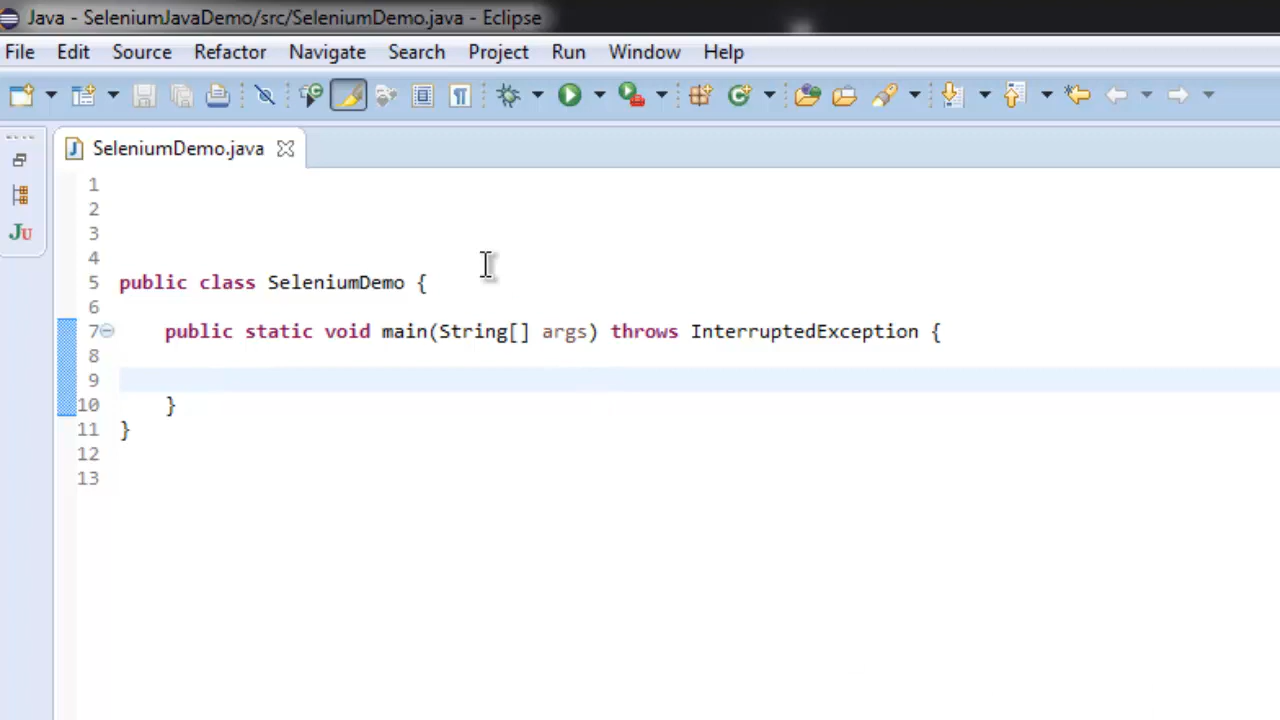 Java - SeleniumJavaDemo/src/SeleniumDemo.java - Eclipse
File Edit Source Refactor Navigate Search Project Run Window Help
SeleniumDemo.java
1
2
3
4
5 public class SeleniumDemo {
6
7 public static void main(String[] args) throws InterruptedException {
8
9
10 }
11 }
12
13
JU